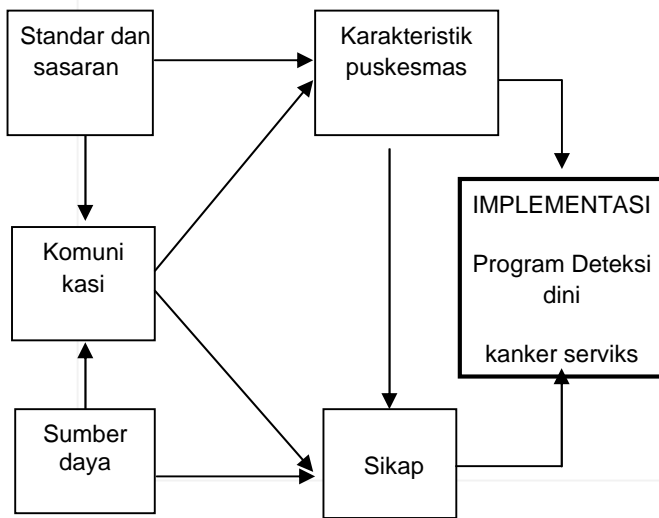 Standar dan
sasaran
Karakteristik
puskesmas
IMPLEMENTASI
Program Deteksi
dini
kanker serviks
Komuni
kasi
Sumber
daya
Sikap